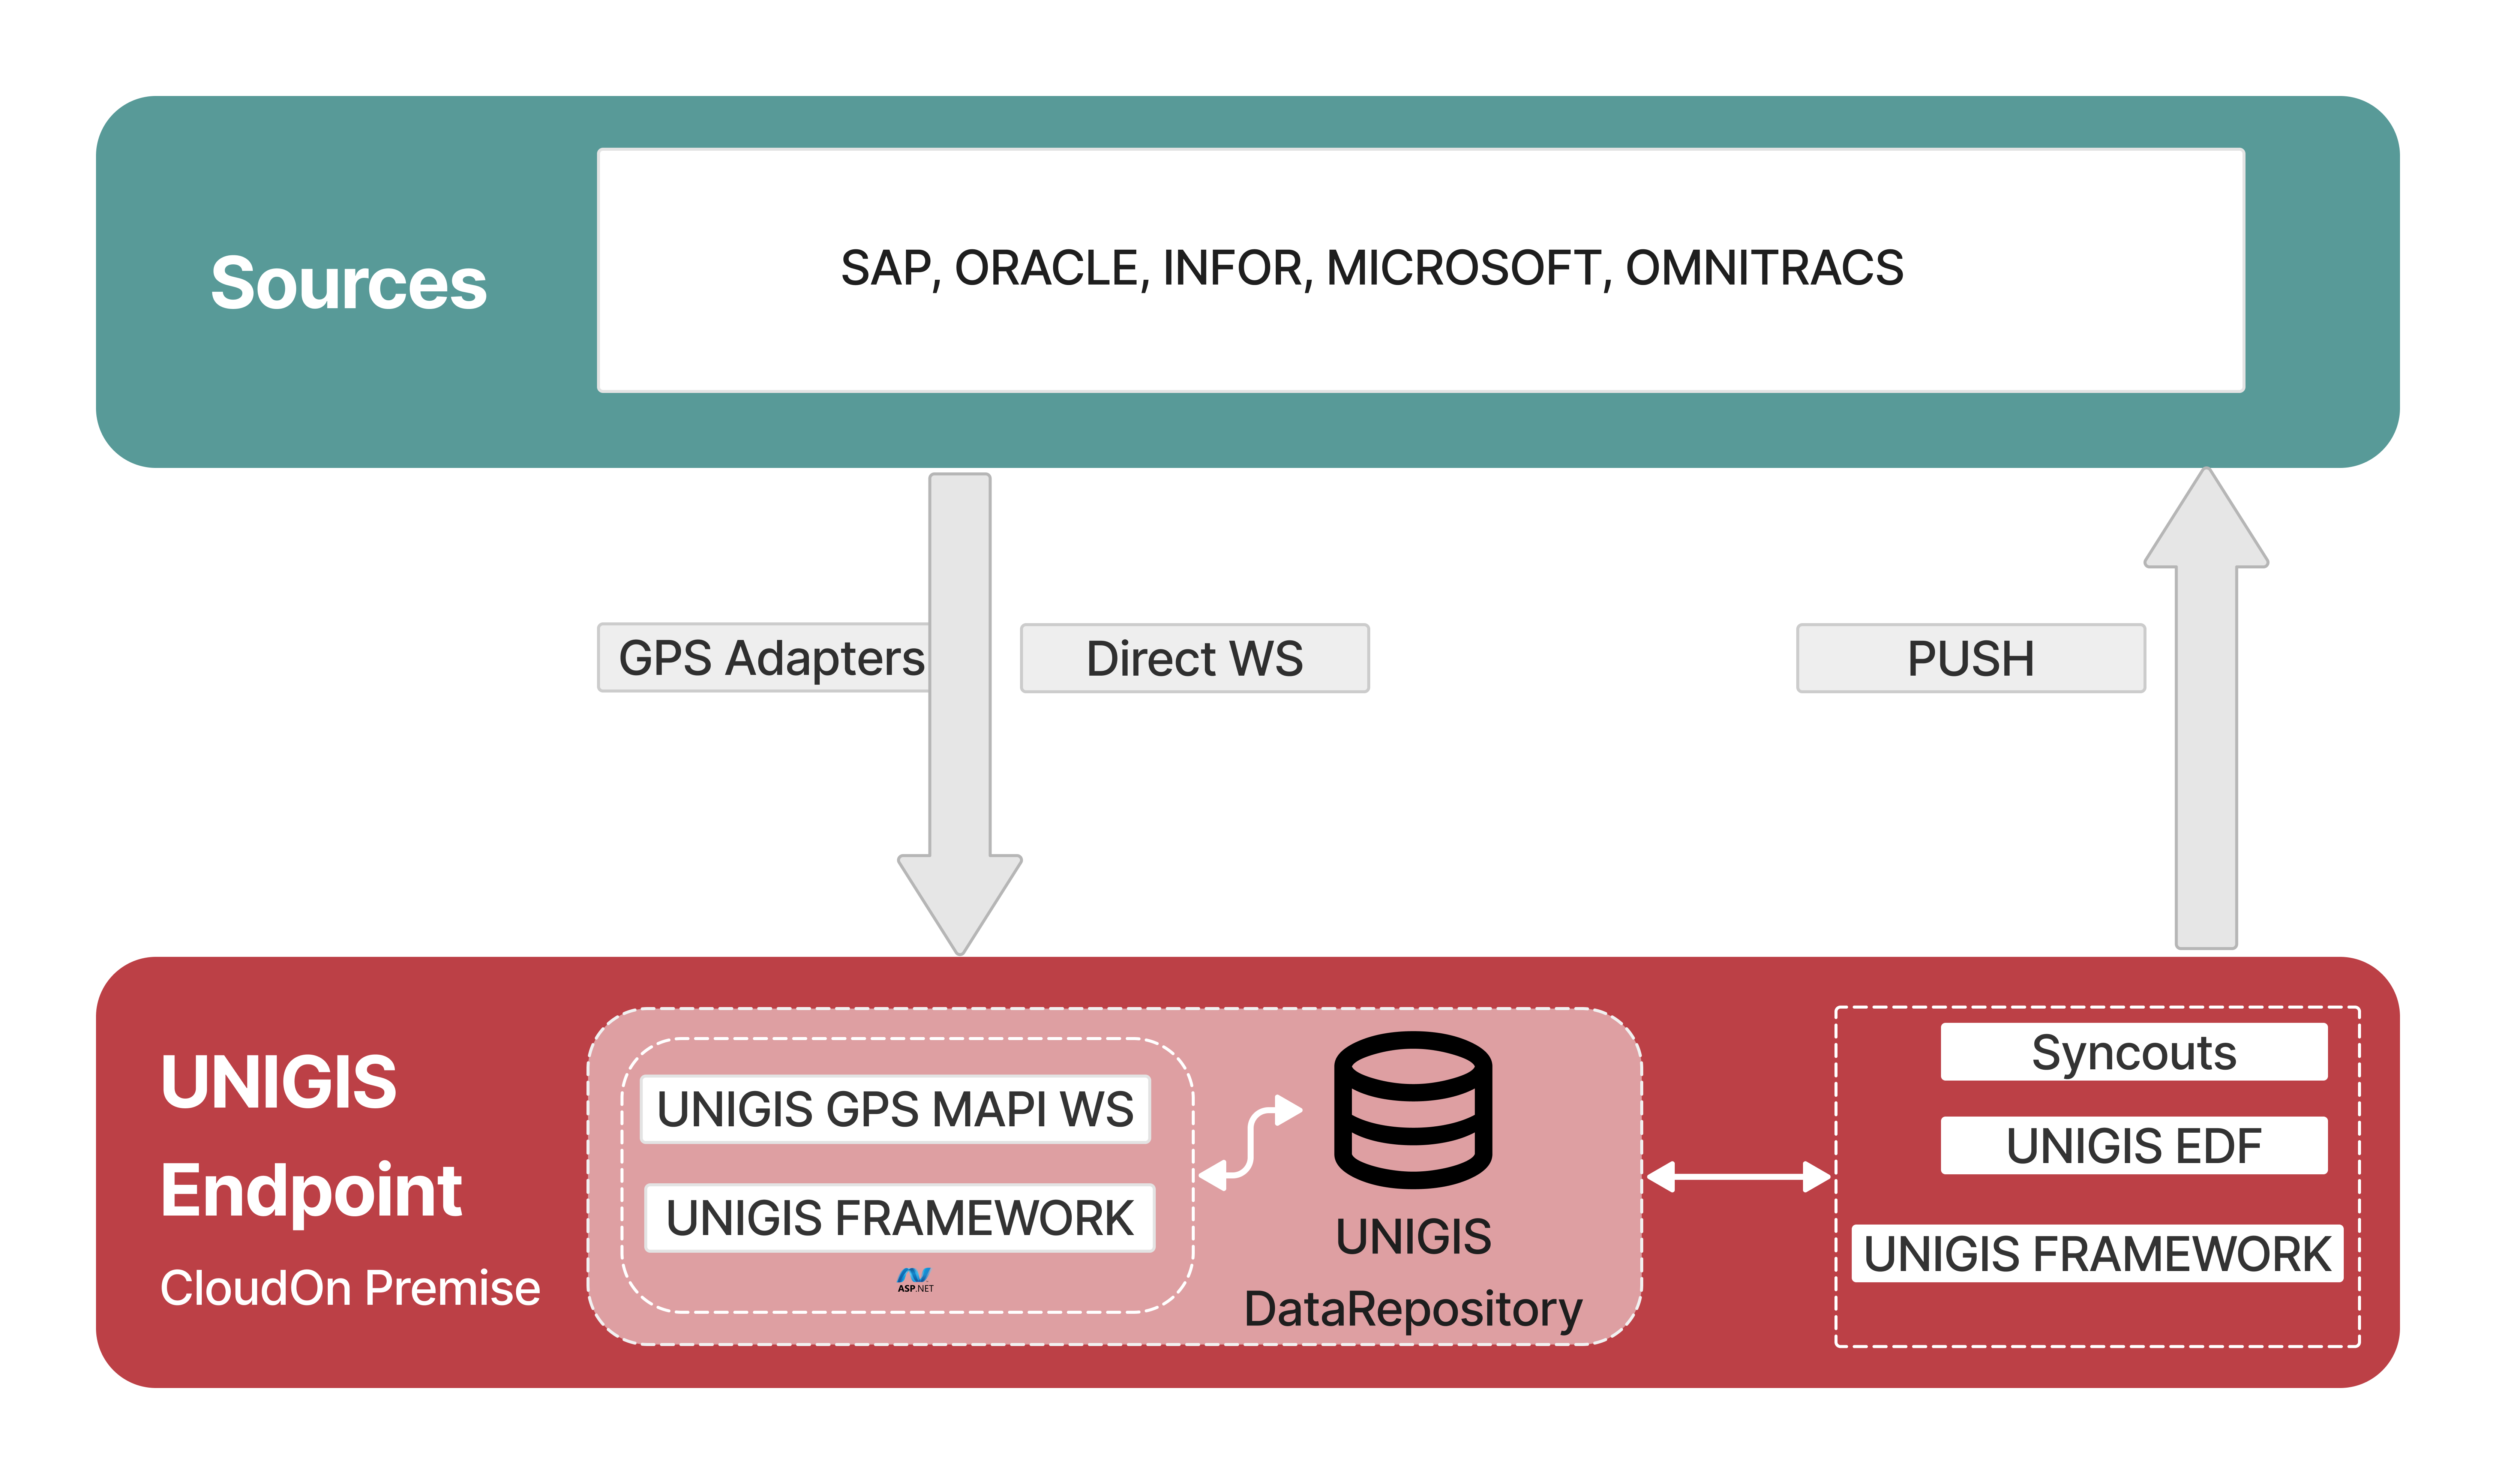 Sources
SAP, ORACLE, INFOR, MICROSOFT, OMNITRACS
GPS Adapters
Direct WS
PUSH
UNIGIS
Endpoint
CloudOn Premise
UNIGIS GPS MAPI WS
UNIGIS FRAMEWORK
ASP.NET
UNIGIS
DataRepository
Syncouts
UNIGIS EDF
UNIGIS FRAMEWORK